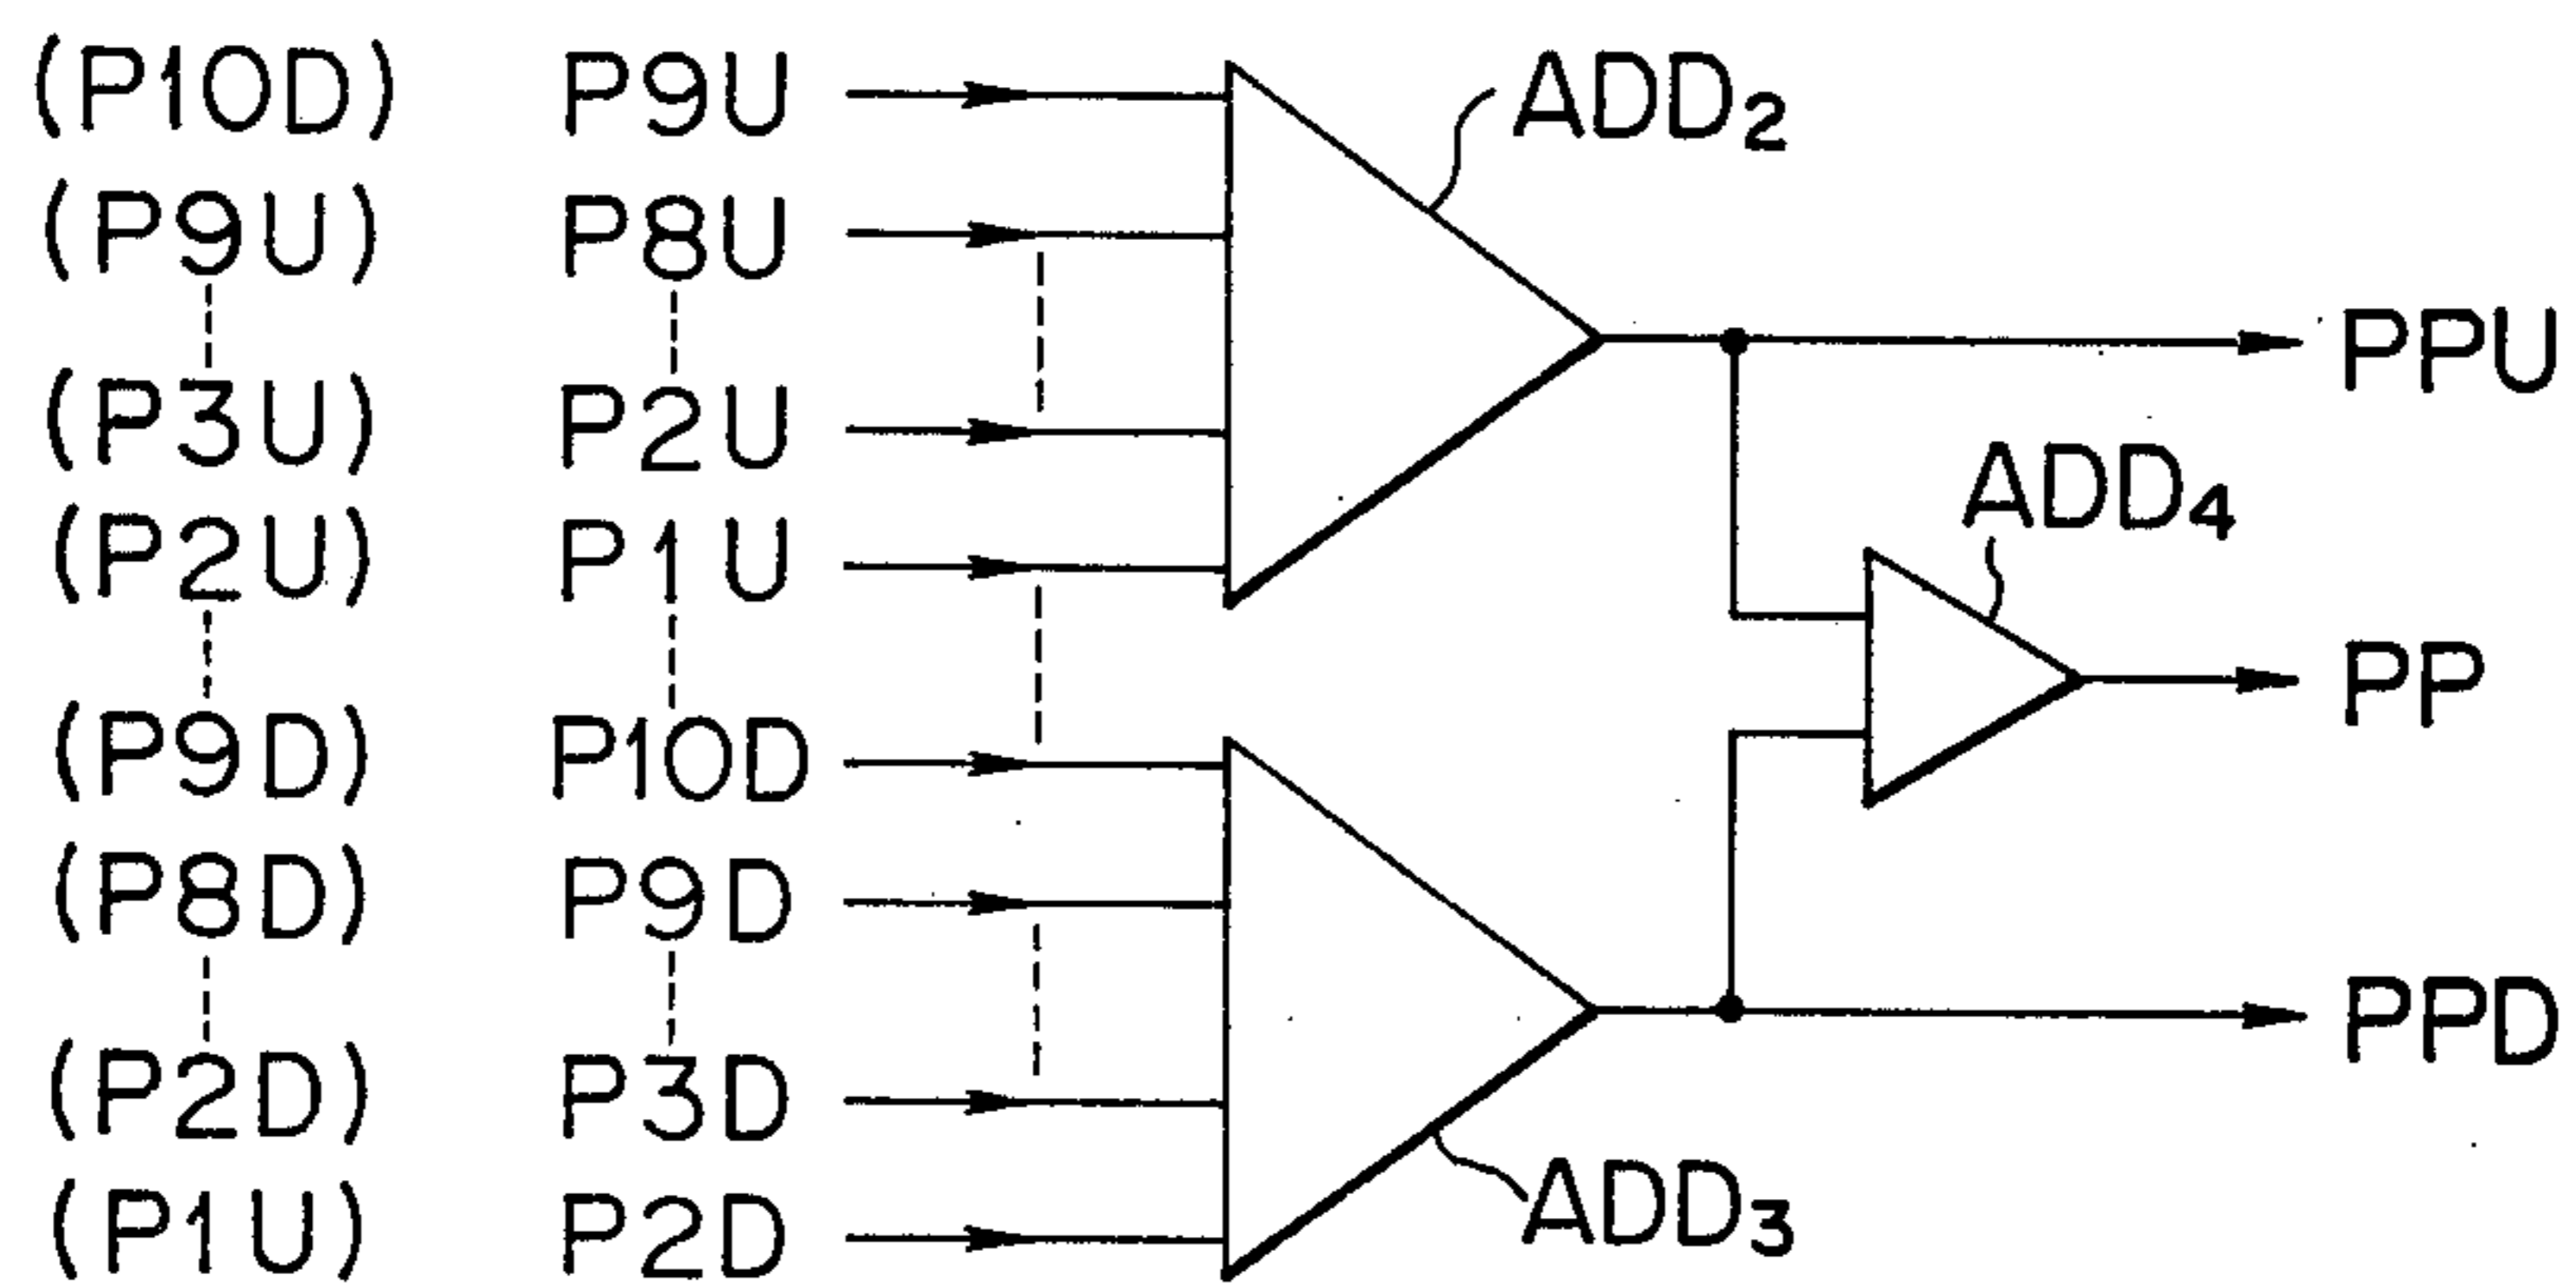 (P10D) P9U ADD2
(P9U) P8U
PPU
(P3U) P2U
ADD4
(P2U) P1U
PP
(P9D) P10D
(P8D) P9D
PPD
(P2D) P3D
ADD3
(P1U) P2D